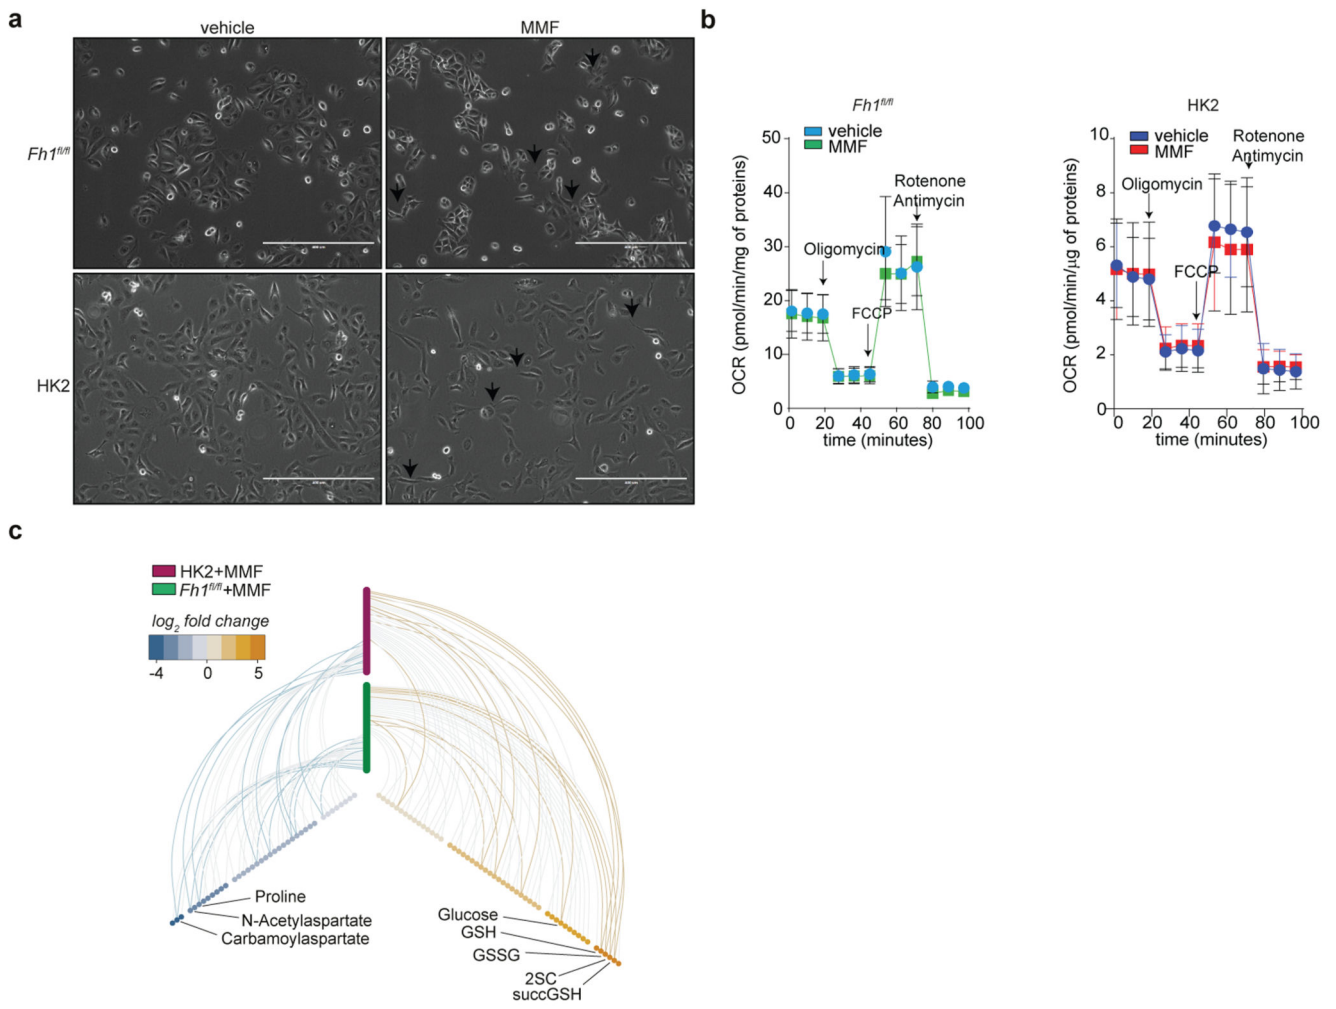 a
vehicle
MMF
Fh1fl/fl
HK2
b
Fh1fl/fl
vehicle
MMF
OCR (pmol/min/mg of proteins)
50
40
30
20
10
0
Rotenone
Antimycin
Oligomycin
FCCP
0 20 40 60 80 100
time (minutes)
HK2
vehicle
MMF
OCR (pmol/min/µg of proteins)
10
8
6
4
2
0
Rotenone
Antimycin
Oligomycin
FCCP
0 20 40 60 80 100
time (minutes)
c
HK2+MMF
Fh1fl/fl+MMF
log2 fold change
-4 0 5
Proline
N-Acetylaspartate
Carbamoylaspartate
Glucose
GSH
GSSG
2SC
succGSH